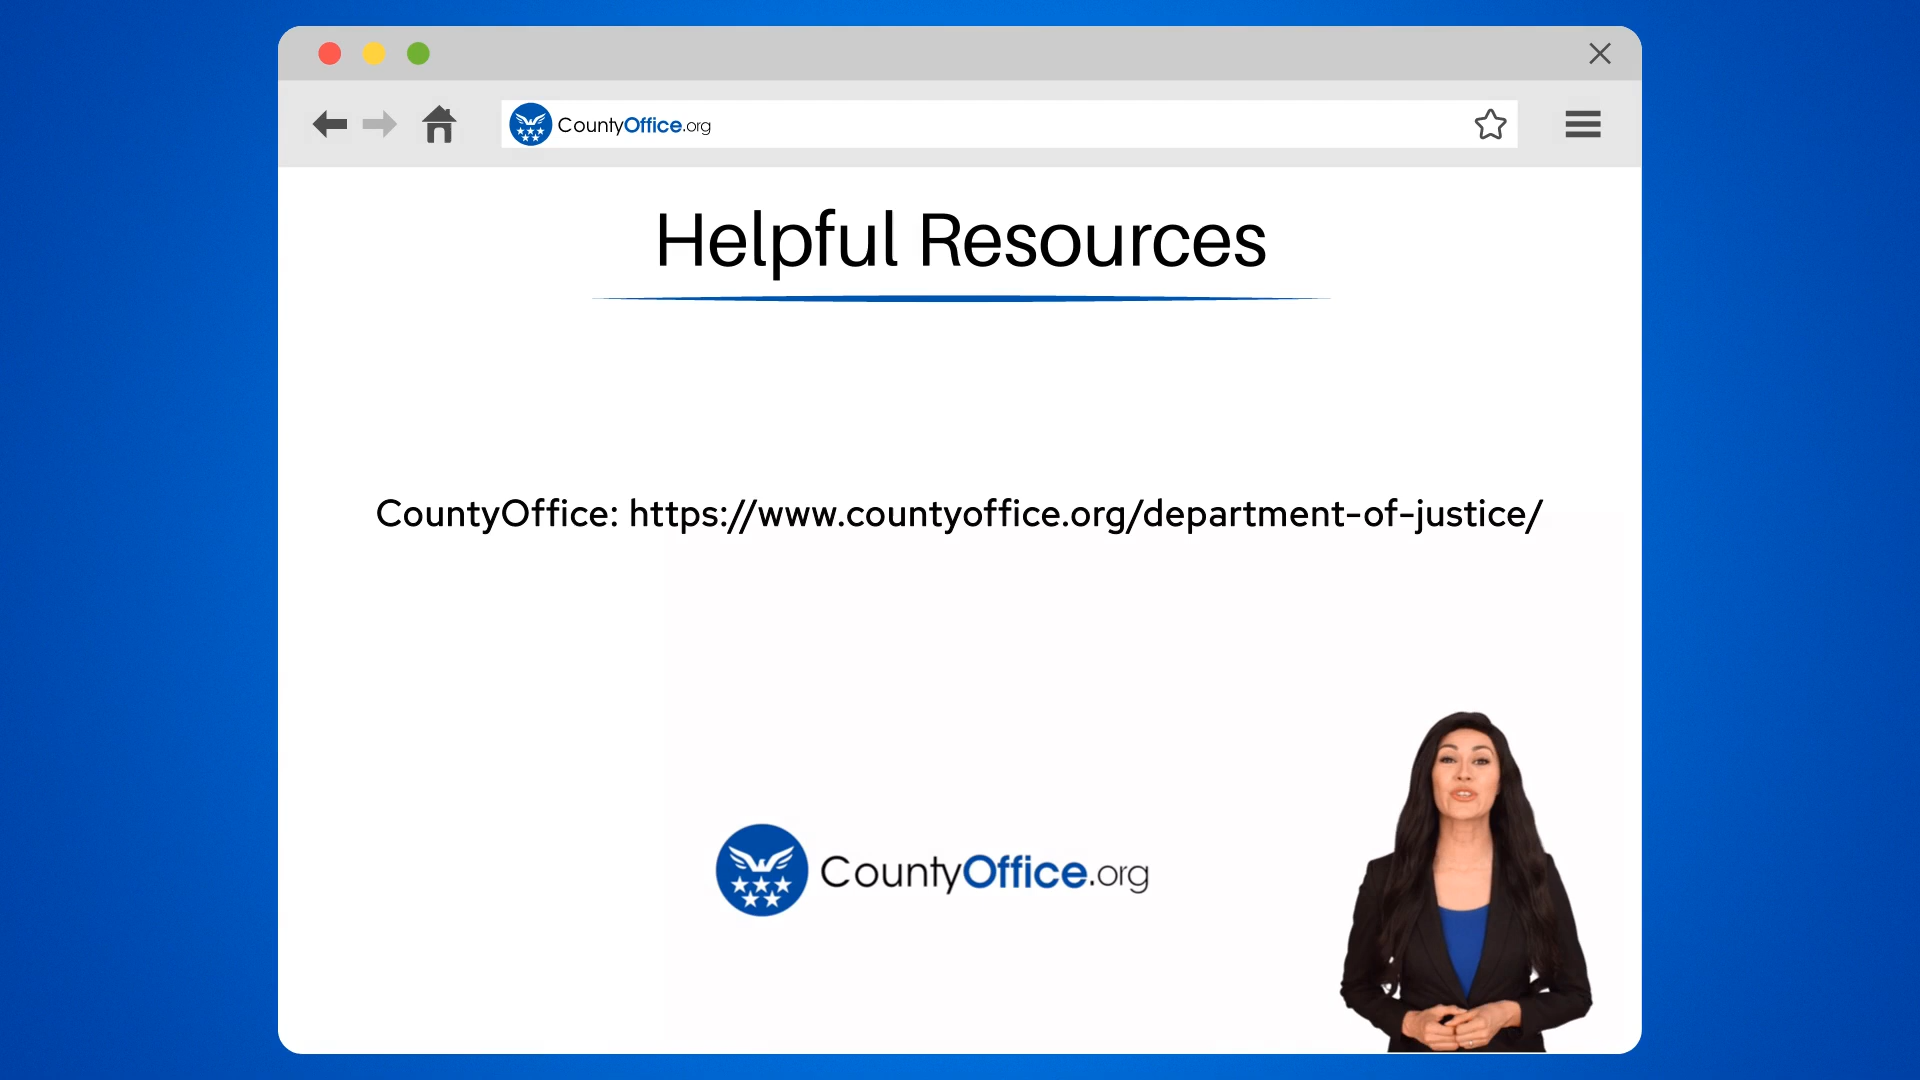 CountyOffice.org
Helpful Resources
CountyOffice: https://www.countyoffice.org/department-of-justice/
CountyOffice.org